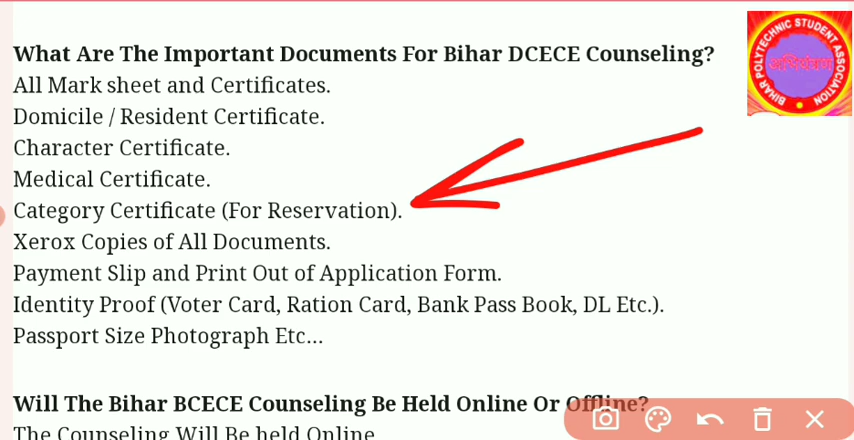 What Are The Important Documents For Bihar DCECE Counseling?
All Mark sheet and Certificates.
Domicile / Resident Certificate.
Character Certificate.
Medical Certificate.
Category Certificate (For Reservation).
Xerox Copies of All Documents.
Payment Slip and Print Out of Application Form.
Identity Proof (Voter Card, Ration Card, Bank Pass Book, DL Etc.).
Passport Size Photograph Etc...
Will The Bihar BCECE Counseling Be Held Online Or Offline?
The Counseling Will Be held Online
BIHAR POLYTECHNIC STUDENT ASSOCIATION